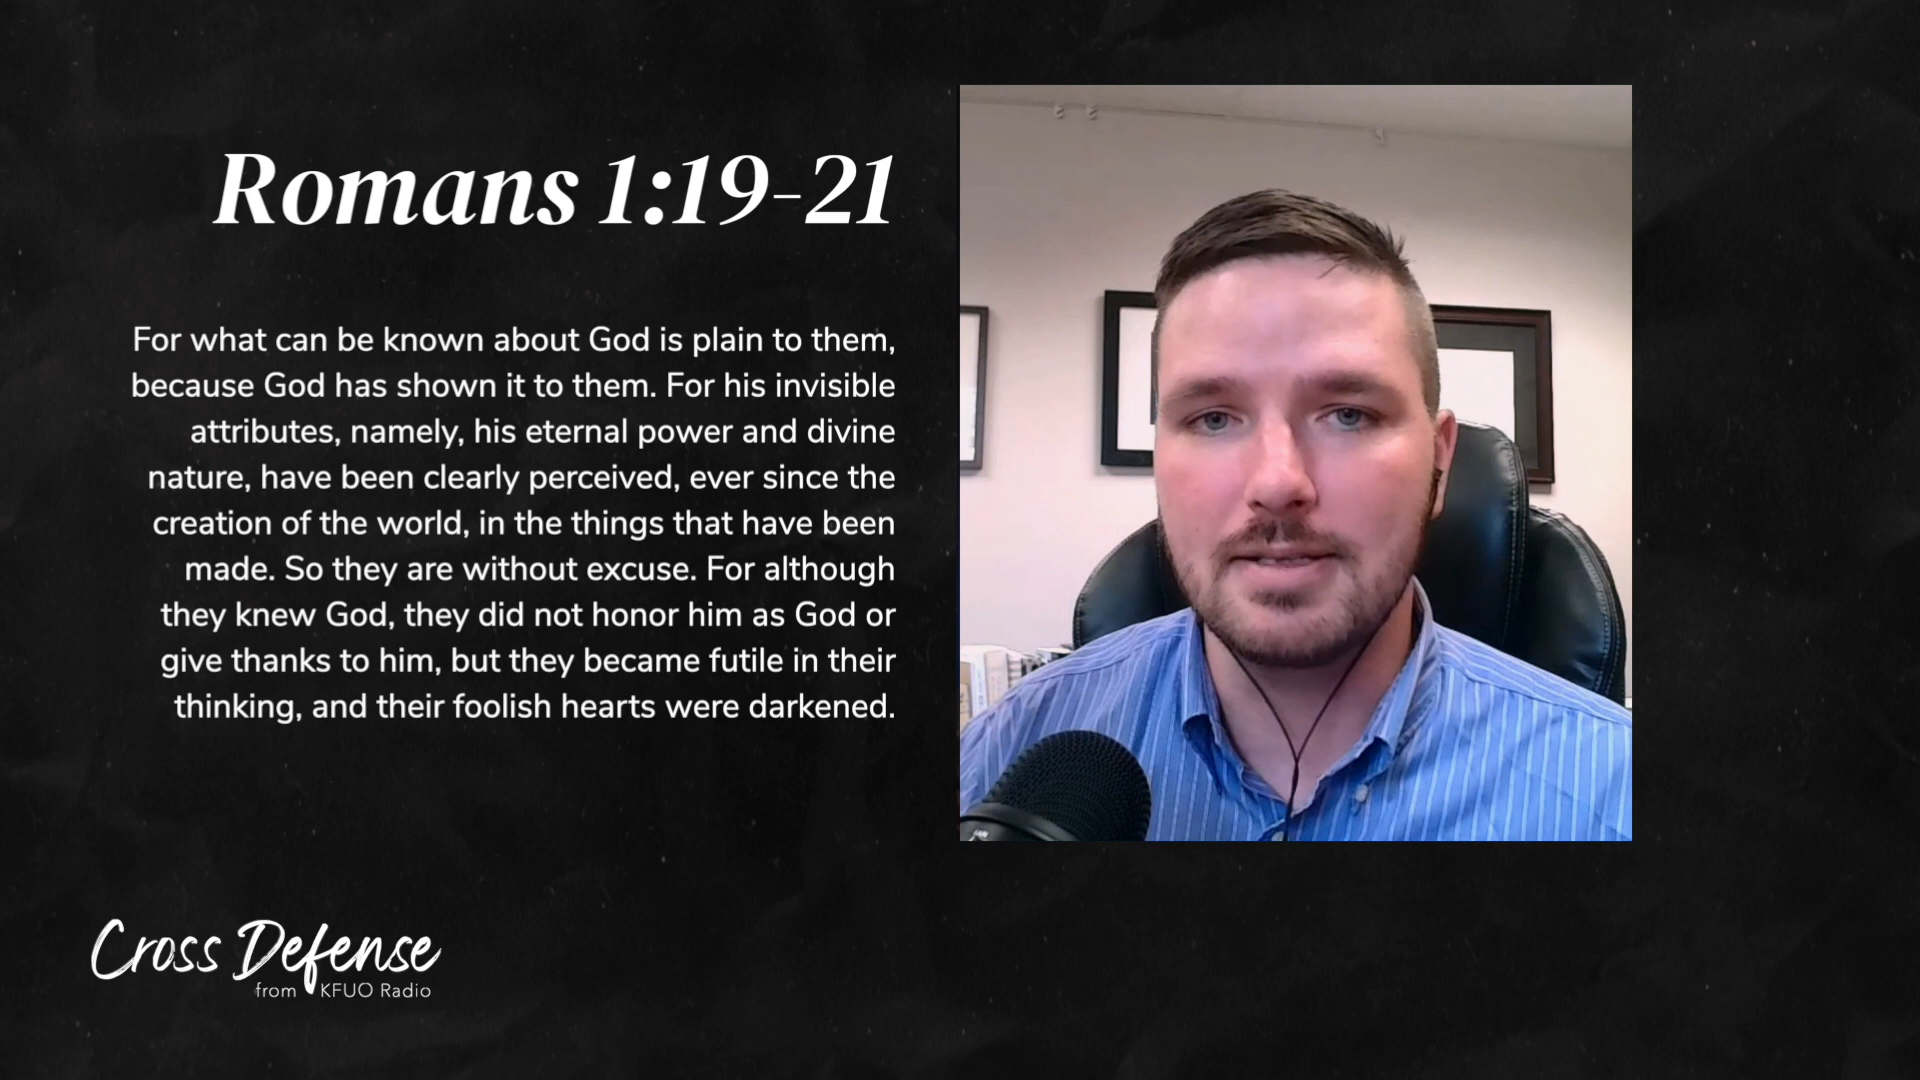 Romans 1:19-21
For what can be known about God is plain to them,
because God has shown it to them. For his invisible
attributes, namely, his eternal power and divine
nature, have been clearly perceived, ever since the
creation of the world, in the things that have been
made. So they are without excuse. For although
they knew God, they did not honor him as God or
give thanks to him, but they became futile in their
thinking, and their foolish hearts were darkened.
Cross Defense
from KFUO Radio